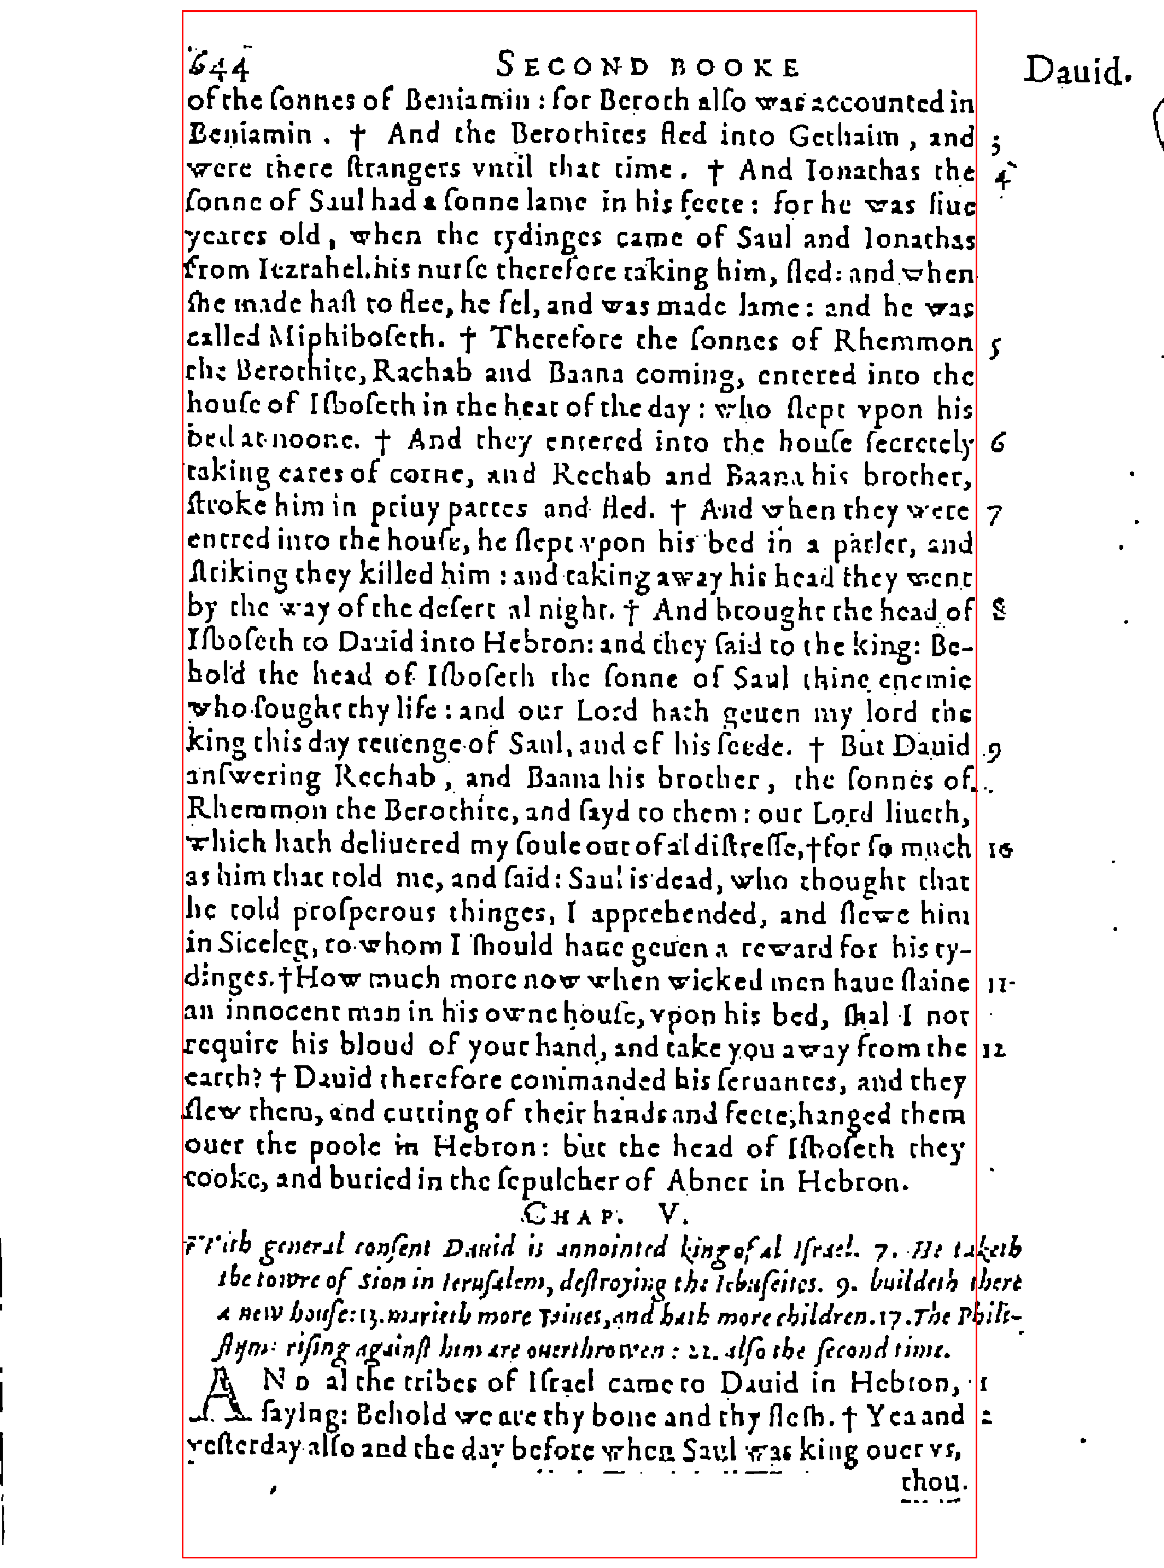 644 SECOND BOOKE Dauid.
of the ſonnes of Beniamin : for Beroth alſo was accounted in
Beniamin . † And the Berothites fled into Gethaim , and 3
were there ſtrangers vntil that time . † And Ionathas the 4
ſonne of Saul had a ſonne lame in his feete : for he was fiue
yeares old , when the tydinges came of Saul and Ionathas
from Iezrahel. his nurſe therefore taking him, fled: and when
ſhe made haſt to flee, he fel, and was made lame: and he was
called Miphiboſeth. † Therefore the ſonnes of Rhemmon 5
the Berothite, Rachab and Baana coming, entered into the
houſe of Iſboſeth in the heat of the day : who ſlept vpon his
bed at noone. † And they entered into the houſe ſecretely 6
taking eares of corne, and Rechab and Baana his brother,
ſtroke him in priuy partes and fled. † And when they were 7
entred into the houſe, he ſlept vpon his bed in a parler, and
ſtriking they killed him : and taking away his head they went
by the way of the deſert al night. † And brought the head of 8
Iſboſeth to Dauid into Hebron: and they ſaid to the king: Be-
hold the head of Iſboſeth the ſonne of Saul thine enemie
who ſought thy life : and our Lord hath geuen my lord the
king this day reuenge of Saul, and of his ſeede. † But Dauid 9
anſwering Rechab , and Baana his brother , the ſonnes of
Rhemmon the Berothite, and ſayd to them : our Lord liueth,
which hath deliuered my ſoule out of al diſtreſſe, † for ſo much 10
as him that told me, and ſaid: Saul is dead, who thought that
he told proſperous thinges, I apprehended, and ſlewe him
in Siceleg, to whom I ſhould haue geuen a reward for his ty-
dinges. † How much more now when wicked men haue ſlaine 11
an innocent man in his owne houſe, vpon his bed, ſhal I not
require his bloud of your hand, and take you away from the 12
earth? † Dauid therefore commanded his ſeruantes, and they
ſlew them, and cutting of their hands and feete, hanged them
ouer the poole in Hebron: but the head of Iſboſeth they
tooke, and buried in the ſepulcher of Abner in Hebron.
CHAP. V.
With general conſent Dauid is annointed king of al Iſrael. 7. He taketh
the towre of Sion in Ieruſalem, deſtroying the Iebuſeites. 9. buildeth there
a new houſe: 13. marieth more wiues, and hath more children. 17. The Phili-
ſtijms riſing againſt him are ouerthrowen : 22. alſo the ſecond time.
AND al the tribes of Iſrael came to Dauid in Hebron, 1
ſaying: Behold we are thy bone and thy fleſh. † Yea and 2
yeſterday alſo and the day before when Saul was king ouer vs,
thou